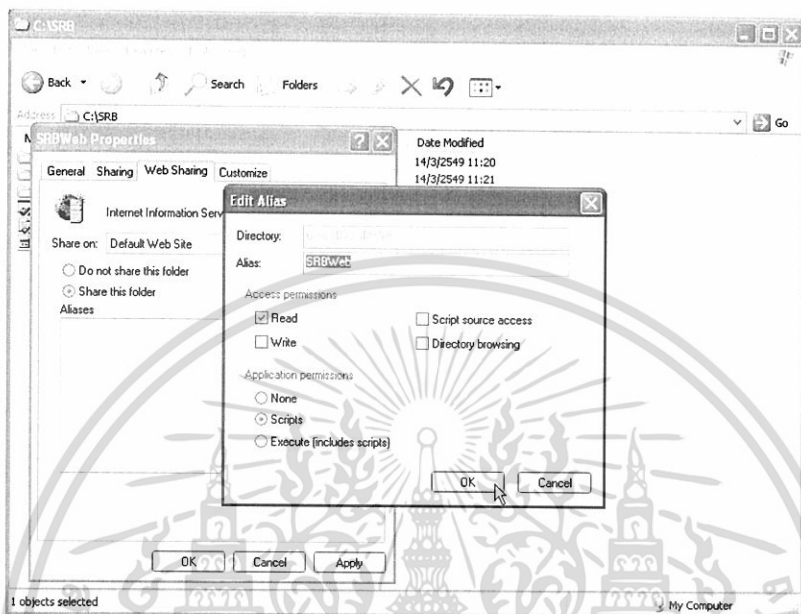 C:\SRB
Back
Search
Folders
Address
C:\SRB
Go
SRBWeb Properties
Date Modified
14/3/2549 11:20
14/3/2549 11:21
General
Sharing
Web Sharing
Customize
Internet Information Serv
Share on:
Default Web Site
Do not share this folder
Share this folder
Aliases
Edit Alias
Directory:
Alias:
SRBWeb
Access permissions
Read
Script source access
Write
Directory browsing
Application permissions
None
Scripts
Execute (includes scripts)
OK
Cancel
OK
Cancel
Apply
1 objects selected
My Computer